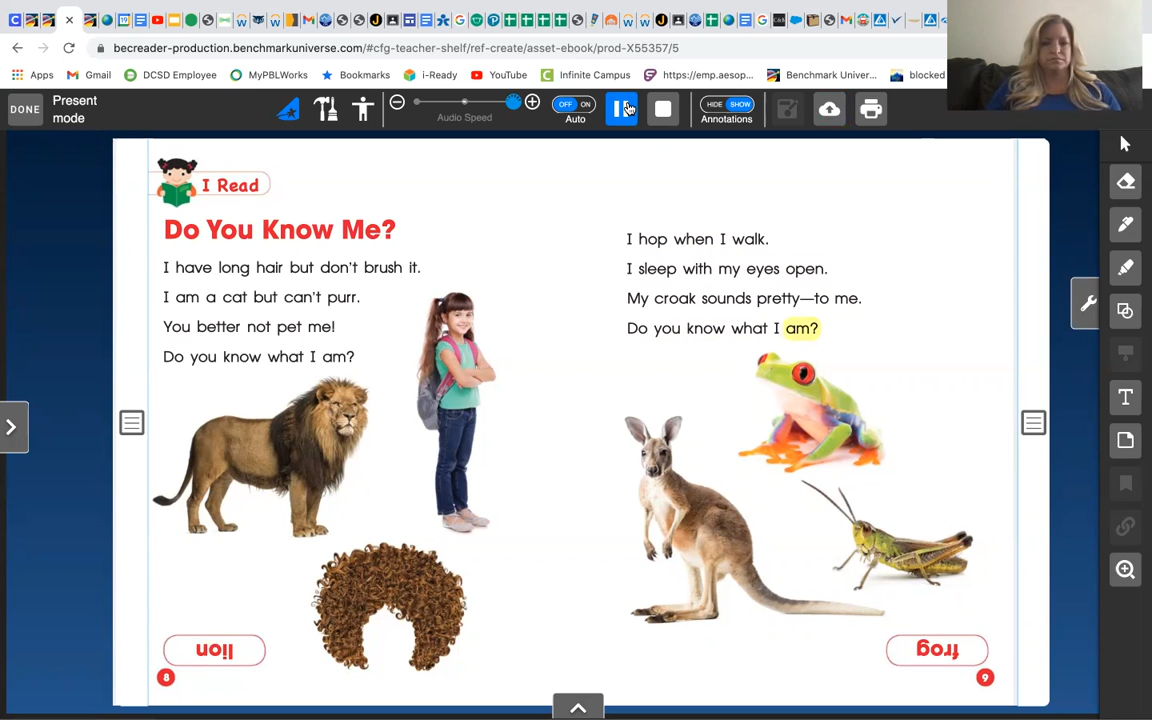 becreader-production.benchmarkuniverse.com/#cfg-teacher-shelf/ref-create/asset-ebook/prod-X55357/5
Apps Gmail DCSD Employee MyPBLWorks Bookmarks i-Ready YouTube Infinite Campus https://emp.aesop... Benchmark Univer... blocked
DONE Present mode Audio Speed OFF ON Auto HIDE SHOW Annotations
I Read
Do You Know Me?
I have long hair but don't brush it.
I am a cat but can't purr.
You better not pet me!
Do you know what I am?
lion
8
I hop when I walk.
I sleep with my eyes open.
My croak sounds pretty—to me.
Do you know what I am?
frog
9